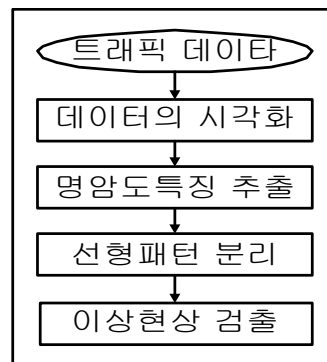 트래픽 데이타
데이터의 시각화
명암도특징 추출
선형패턴 분리
이상현상 검출